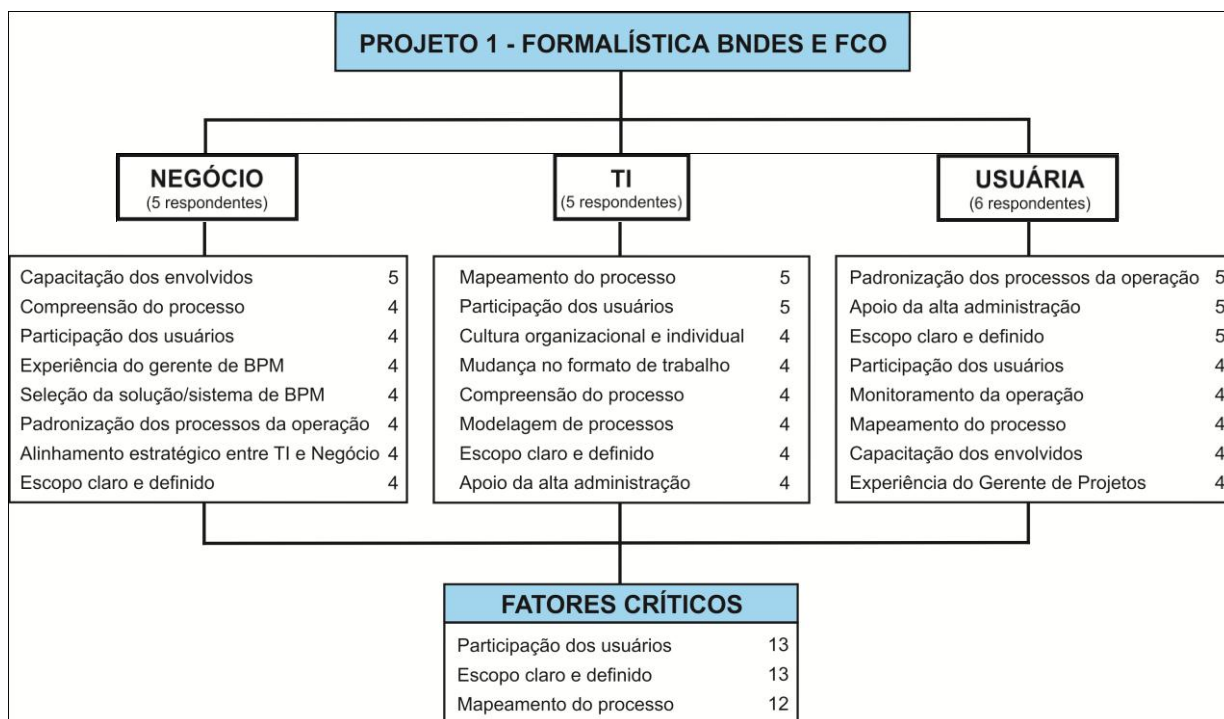 PROJETO 1 - FORMALÍSTICA BNDES E FCO
NEGÓCIO
(5 respondentes)
Capacitação dos envolvidos 5
Compreensão do processo 4
Participação dos usuários 4
Experiência do gerente de BPM 4
Seleção da solução/sistema de BPM 4
Padronização dos processos da operação 4
Alinhamento estratégico entre TI e Negócio 4
Escopo claro e definido 4
TI
(5 respondentes)
Mapeamento do processo 5
Participação dos usuários 5
Cultura organizacional e individual 4
Mudança no formato de trabalho 4
Compreensão do processo 4
Modelagem de processos 4
Escopo claro e definido 4
Apoio da alta administração 4
USUÁRIA
(6 respondentes)
Padronização dos processos da operação 5
Apoio da alta administração 5
Escopo claro e definido 5
Participação dos usuários 4
Monitoramento da operação 4
Mapeamento do processo 4
Capacitação dos envolvidos 4
Experiência do Gerente de Projetos 4
FATORES CRÍTICOS
Participação dos usuários 13
Escopo claro e definido 13
Mapeamento do processo 12